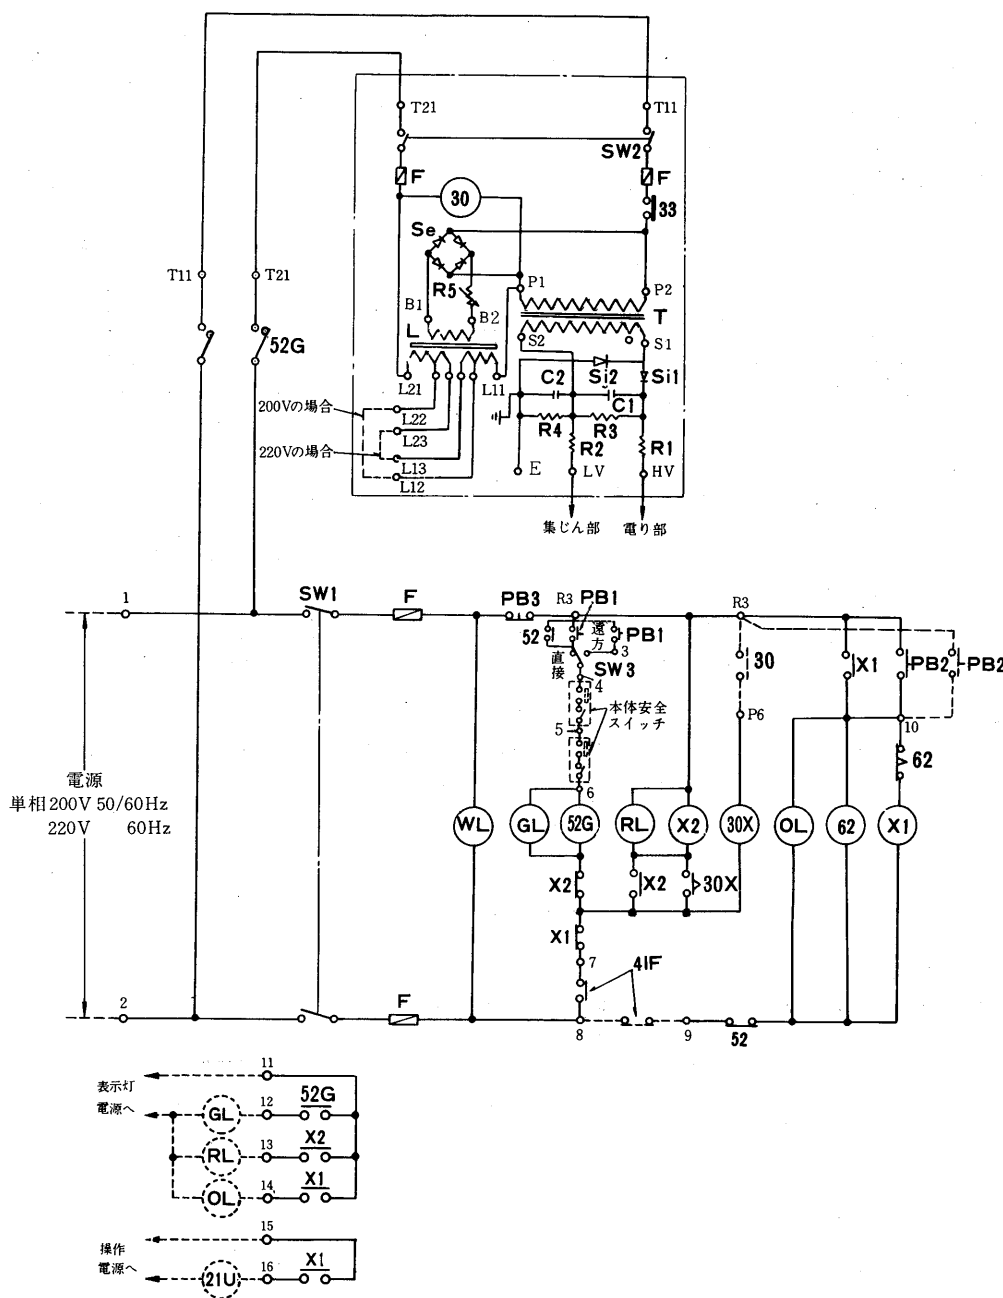 T21
T11
SW2
F
F
30
33
Se
T11
T21
R5
P1
P2
B1
B2
T
52G
L
S2
S1
Si2
Si1
L21
L11
C2
C1
200Vの場合
L22
R4
R3
L23
R2
R1
220Vの場合
L13
E
LV
HV
L12
集じん部
電り部
1
SW1
F
PB3
R3
PB1
R3
52
遠方
PB1
3
直接
SW3
30
X1
PB2
PB2
4
本体安全
スイッチ
5
P6
10
62
電源
単相200V 50/60Hz
220V 60Hz
6
WL
GL
52G
RL
X2
30X
OL
62
X1
X2
X2
30X
X1
7
41F
2
F
8
9
52
11
表示灯
電源へ
GL
12
52G
RL
13
X2
OL
14
X1
15
操作
電源へ
21U
16
X1